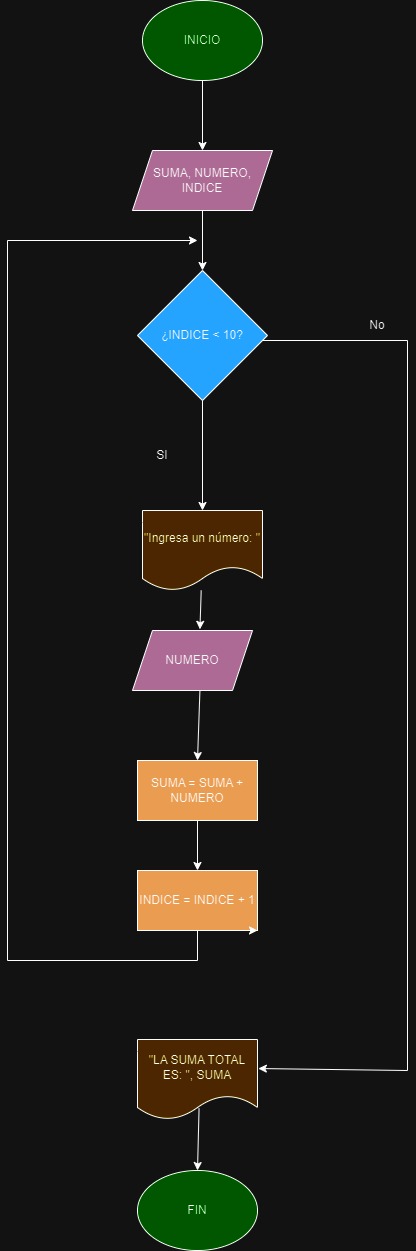 INICIO
SUMA, NUMERO,
INDICE
¿INDICE < 10?
No
SI
"Ingresa un número: "
NUMERO
SUMA = SUMA +
NUMERO
INDICE = INDICE + 1
"LA SUMA TOTAL
ES: ", SUMA
FIN